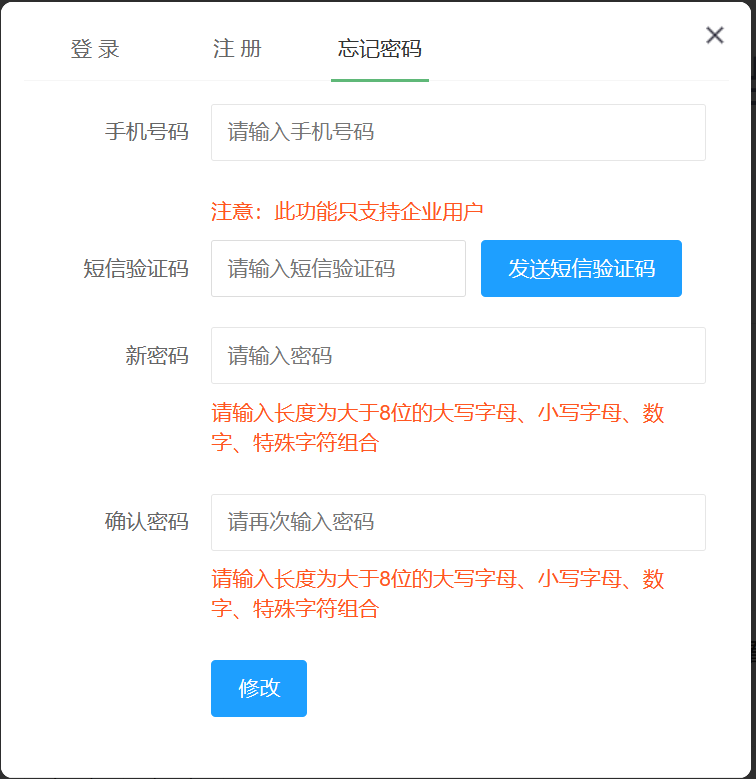 登 录 注 册 忘记密码
手机号码 请输入手机号码
注意：此功能只支持企业用户
短信验证码 请输入短信验证码 发送短信验证码
新密码 请输入密码
请输入长度为大于8位的大写字母、小写字母、数
字、特殊字符组合
确认密码 请再次输入密码
请输入长度为大于8位的大写字母、小写字母、数
字、特殊字符组合
修改